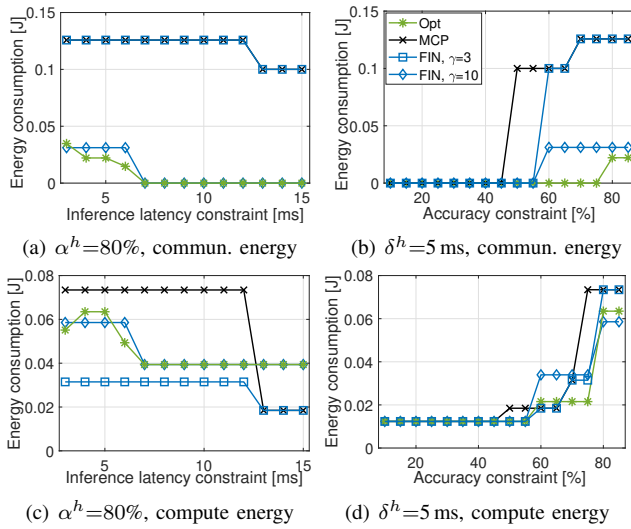 Energy consumption [J]
0.1
0.05
0
5
10
15
Inference latency constraint [ms]
(a) α^h=80%, commun. energy
Energy consumption [J]
0.1
0.05
0
20
40
60
80
Accuracy constraint [%]
Opt
MCP
FIN, γ=3
FIN, γ=10
(b) δ^h=5 ms, commun. energy
Energy consumption [J]
0.08
0.06
0.04
0.02
0
5
10
15
Inference latency constraint [ms]
(c) α^h=80%, compute energy
Energy consumption [J]
0.08
0.06
0.04
0.02
0
20
40
60
80
Accuracy constraint [%]
(d) δ^h=5 ms, compute energy